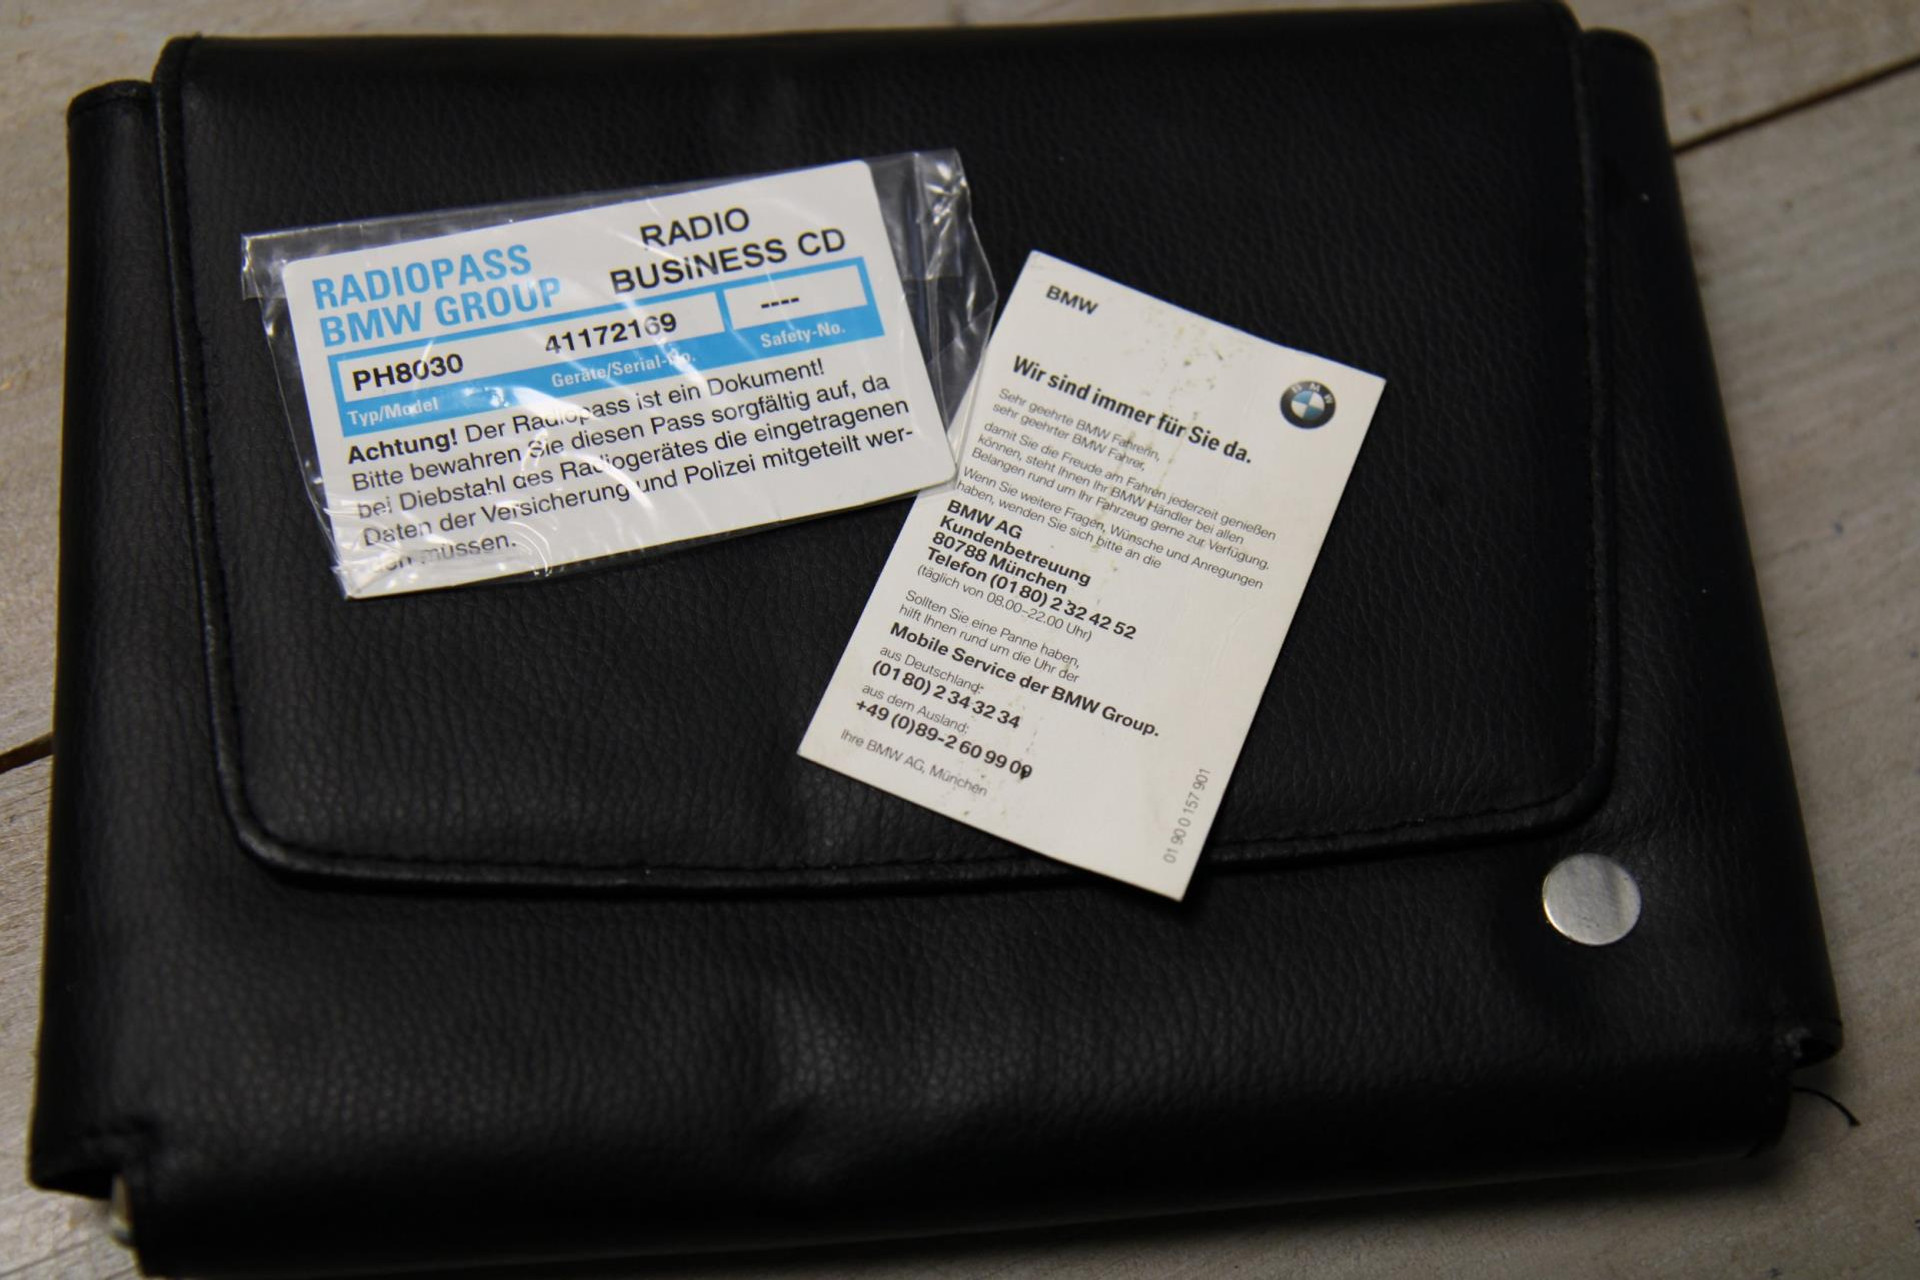 RADIOPASS
BMW GROUP
RADIO
BUSINESS CD
PH8030 41172169 ----
Typ/Model Geräte/Serial-No. Safety-No.
Achtung! Der Radiopass ist ein Dokument!
Bitte bewahren Sie diesen Pass sorgfältig auf, da
bei Diebstahl des Radiogerätes die eingetragenen
Daten der Versicherung und Polizei mitgeteilt wer-
den müssen.
BMW
BMW
Wir sind immer für Sie da.
Sehr geehrte BMW Fahrerin,
sehr geehrter BMW Fahrer,
damit Sie die Freude am Fahren jederzeit genießen
können, steht Ihnen Ihr BMW Händler bei allen
Belangen rund um Ihr Fahrzeug gerne zur Verfügung.
Wenn Sie weitere Fragen, Wünsche und Anregungen
haben, wenden Sie sich bitte an die
BMW AG
Kundenbetreuung
80788 München
Telefon (01 80) 2 32 42 52
(täglich von 08.00–22.00 Uhr)
Sollten Sie eine Panne haben,
hilft Ihnen rund um die Uhr der
Mobile Service der BMW Group.
aus Deutschland:
(01 80) 2 34 32 34
aus dem Ausland:
+49 (0)89-2 60 99 09
Ihre BMW AG, München
01 90 0 157 901